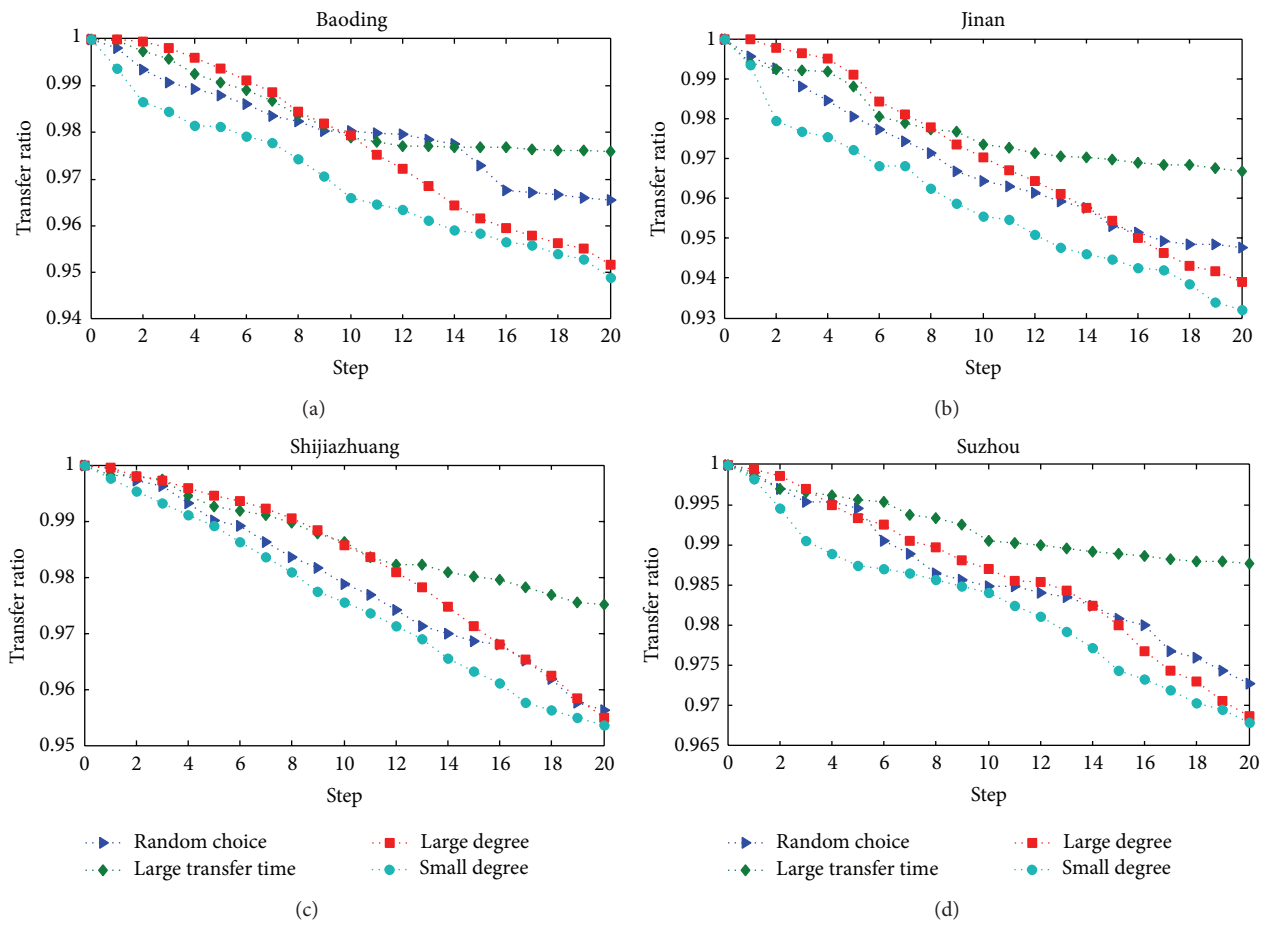 Baoding
1
0.99
0.98
0.97
0.96
0.95
0.94
Transfer ratio
0 2 4 6 8 10 12 14 16 18 20
Step
(a)
Jinan
1
0.99
0.98
0.97
0.96
0.95
0.94
0.93
Transfer ratio
0 2 4 6 8 10 12 14 16 18 20
Step
(b)
Shijiazhuang
1
0.99
0.98
0.97
0.96
0.95
Transfer ratio
0 2 4 6 8 10 12 14 16 18 20
Step
Random choice
Large transfer time
Large degree
Small degree
(c)
Suzhou
1
0.995
0.99
0.985
0.98
0.975
0.97
0.965
Transfer ratio
0 2 4 6 8 10 12 14 16 18 20
Step
Random choice
Large transfer time
Large degree
Small degree
(d)